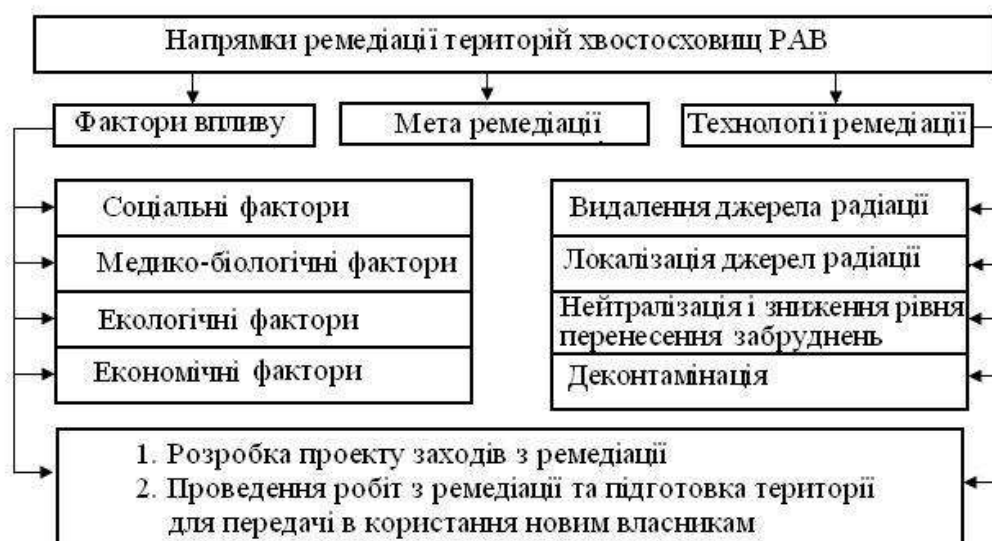 Напрямки ремедіації територій хвостосховищ РАВ
Фактори впливу
Мета ремедіації
Технології ремедіації
Соціальні фактори
Медико-біологічні фактори
Екологічні фактори
Економічні фактори
Видалення джерела радіації
Локалізація джерел радіації
Нейтралізація і зниження рівня
перенесення забруднень
Деконтамінація
1. Розробка проекту заходів з ремедіації
2. Проведення робіт з ремедіації та підготовка території
для передачі в користання новим власникам